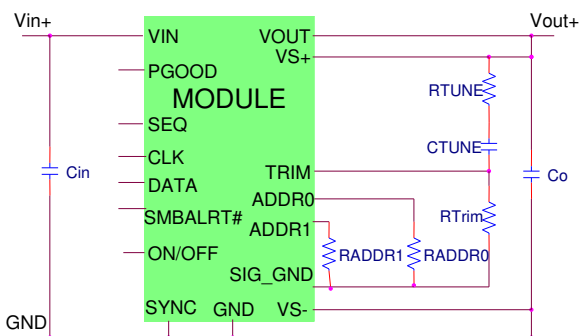 Vin+
Vout+
VIN
VOUT
VS+
PGOOD
RTUNE
MODULE
SEQ
CTUNE
CLK
TRIM
Cin
Co
DATA
ADDR0
SMBALRT#
RTrim
ADDR1
ON/OFF
RADDR1
RADDR0
SIG_GND
SYNC
GND
VS-
GND